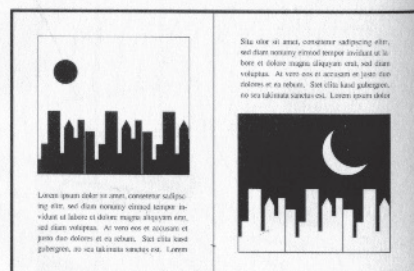 Lorem ipsum dolor sit amet, consetetur sadipsc-
ing elitr, sed diam nonumy eirmod tempor in-
vidunt ut labore et dolore magna aliquyam erat,
sed diam voluptua. At vero eos et accusam et
justo duo dolores et ea rebum. Stet clita kasd
gubergren, no sea takimata sanctus est. Lorem
Sita olor sit amet, consetetur sadipscing elitr,
sed diam nonumy eirmod tempor invidunt ut la-
bore et dolore magna aliquyam erat, sed diam
voluptua. At vero eos et accusam et justo duo
dolores et ea rebum. Stet clita kasd gubergren,
no sea takimata sanctus est. Lorem ipsum dolor